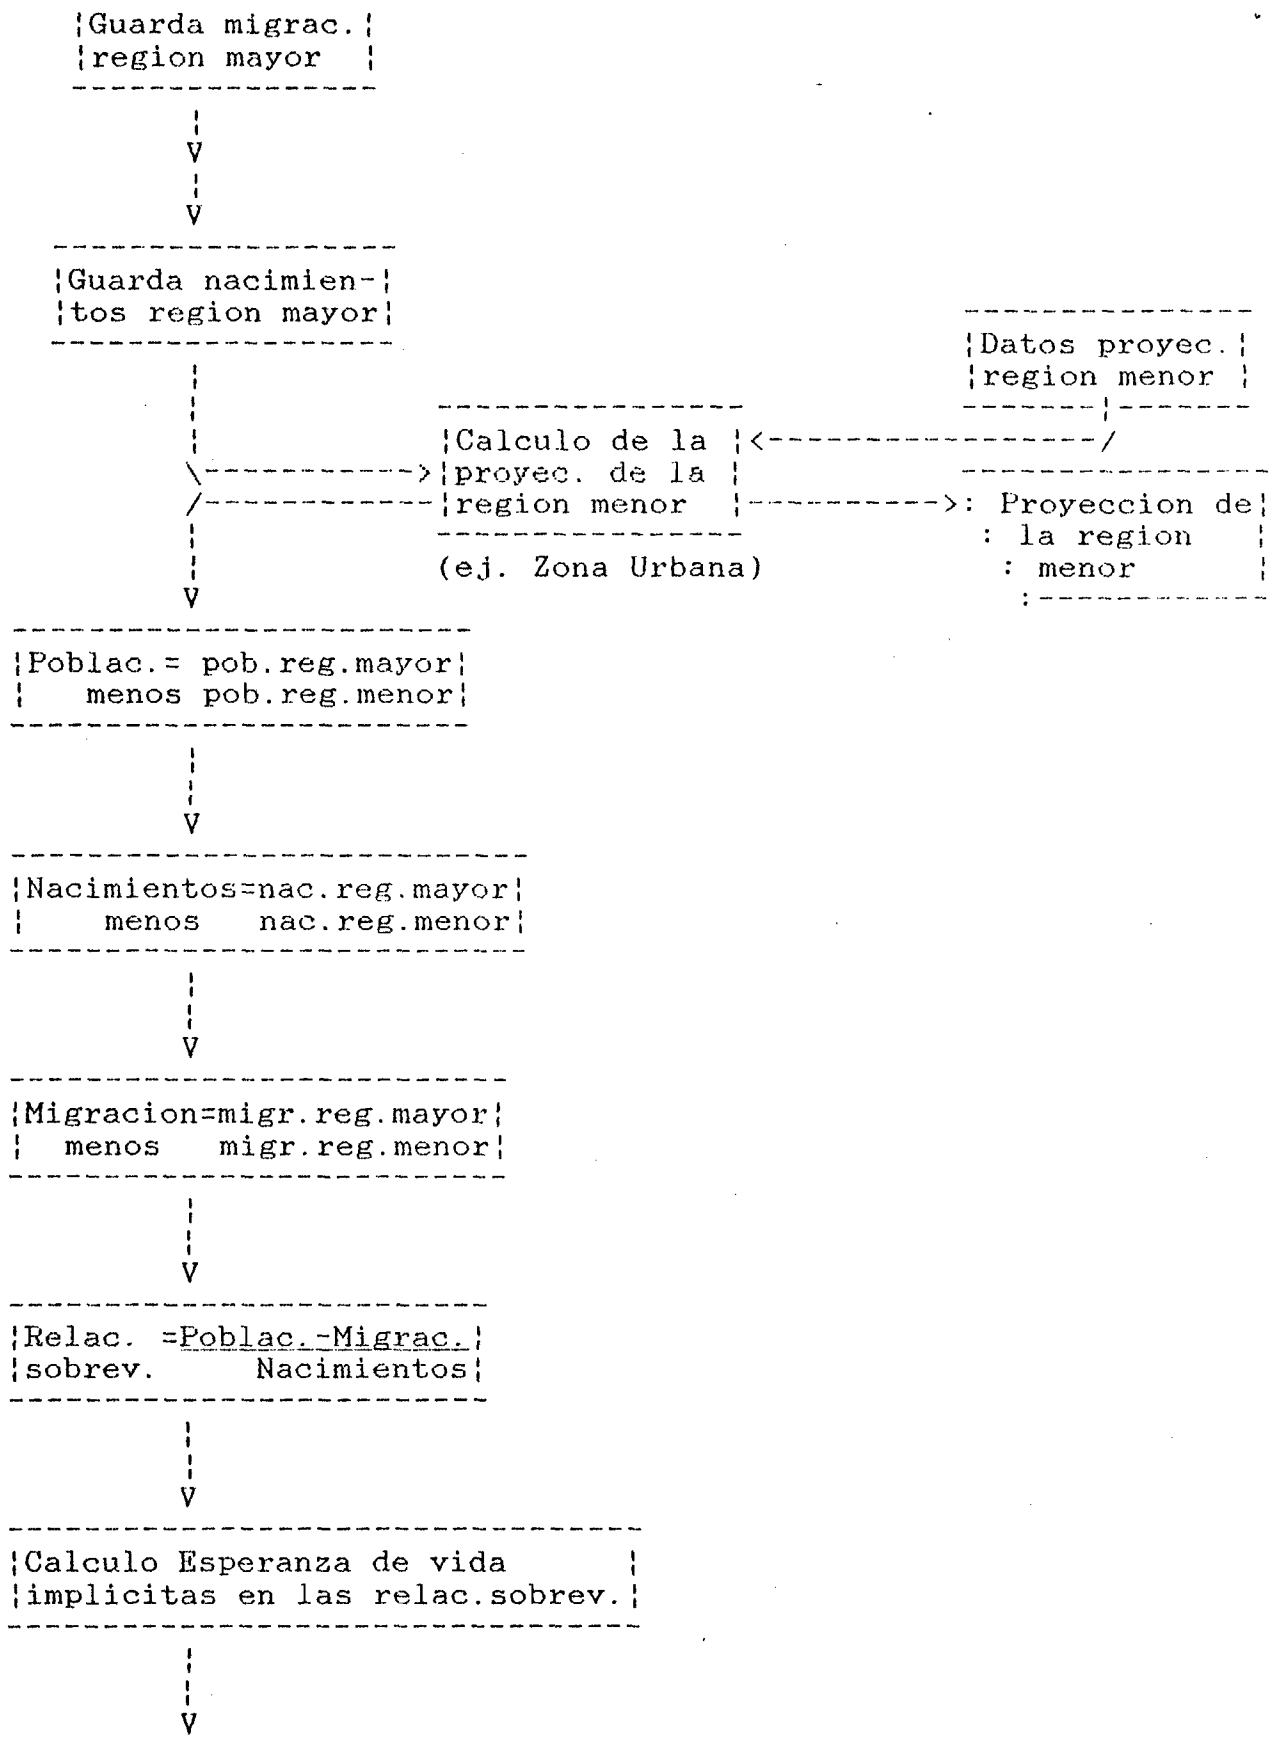 Guarda migrac.
region mayor
V
V
Guarda nacimien-
tos region mayor
Datos proyec.
region menor
Calculo de la
proyec. de la
region menor
(ej. Zona Urbana)
Proyeccion de
la region
menor
V
Poblac.= pob.reg.mayor
menos pob.reg.menor
V
Nacimientos=nac.reg.mayor
menos nac.reg.menor
V
Migracion=migr.reg.mayor
menos migr.reg.menor
V
Relac. =Poblac.-Migrac.
sobrev. Nacimientos
V
Calculo Esperanza de vida
implicitas en las relac.sobrev.
V